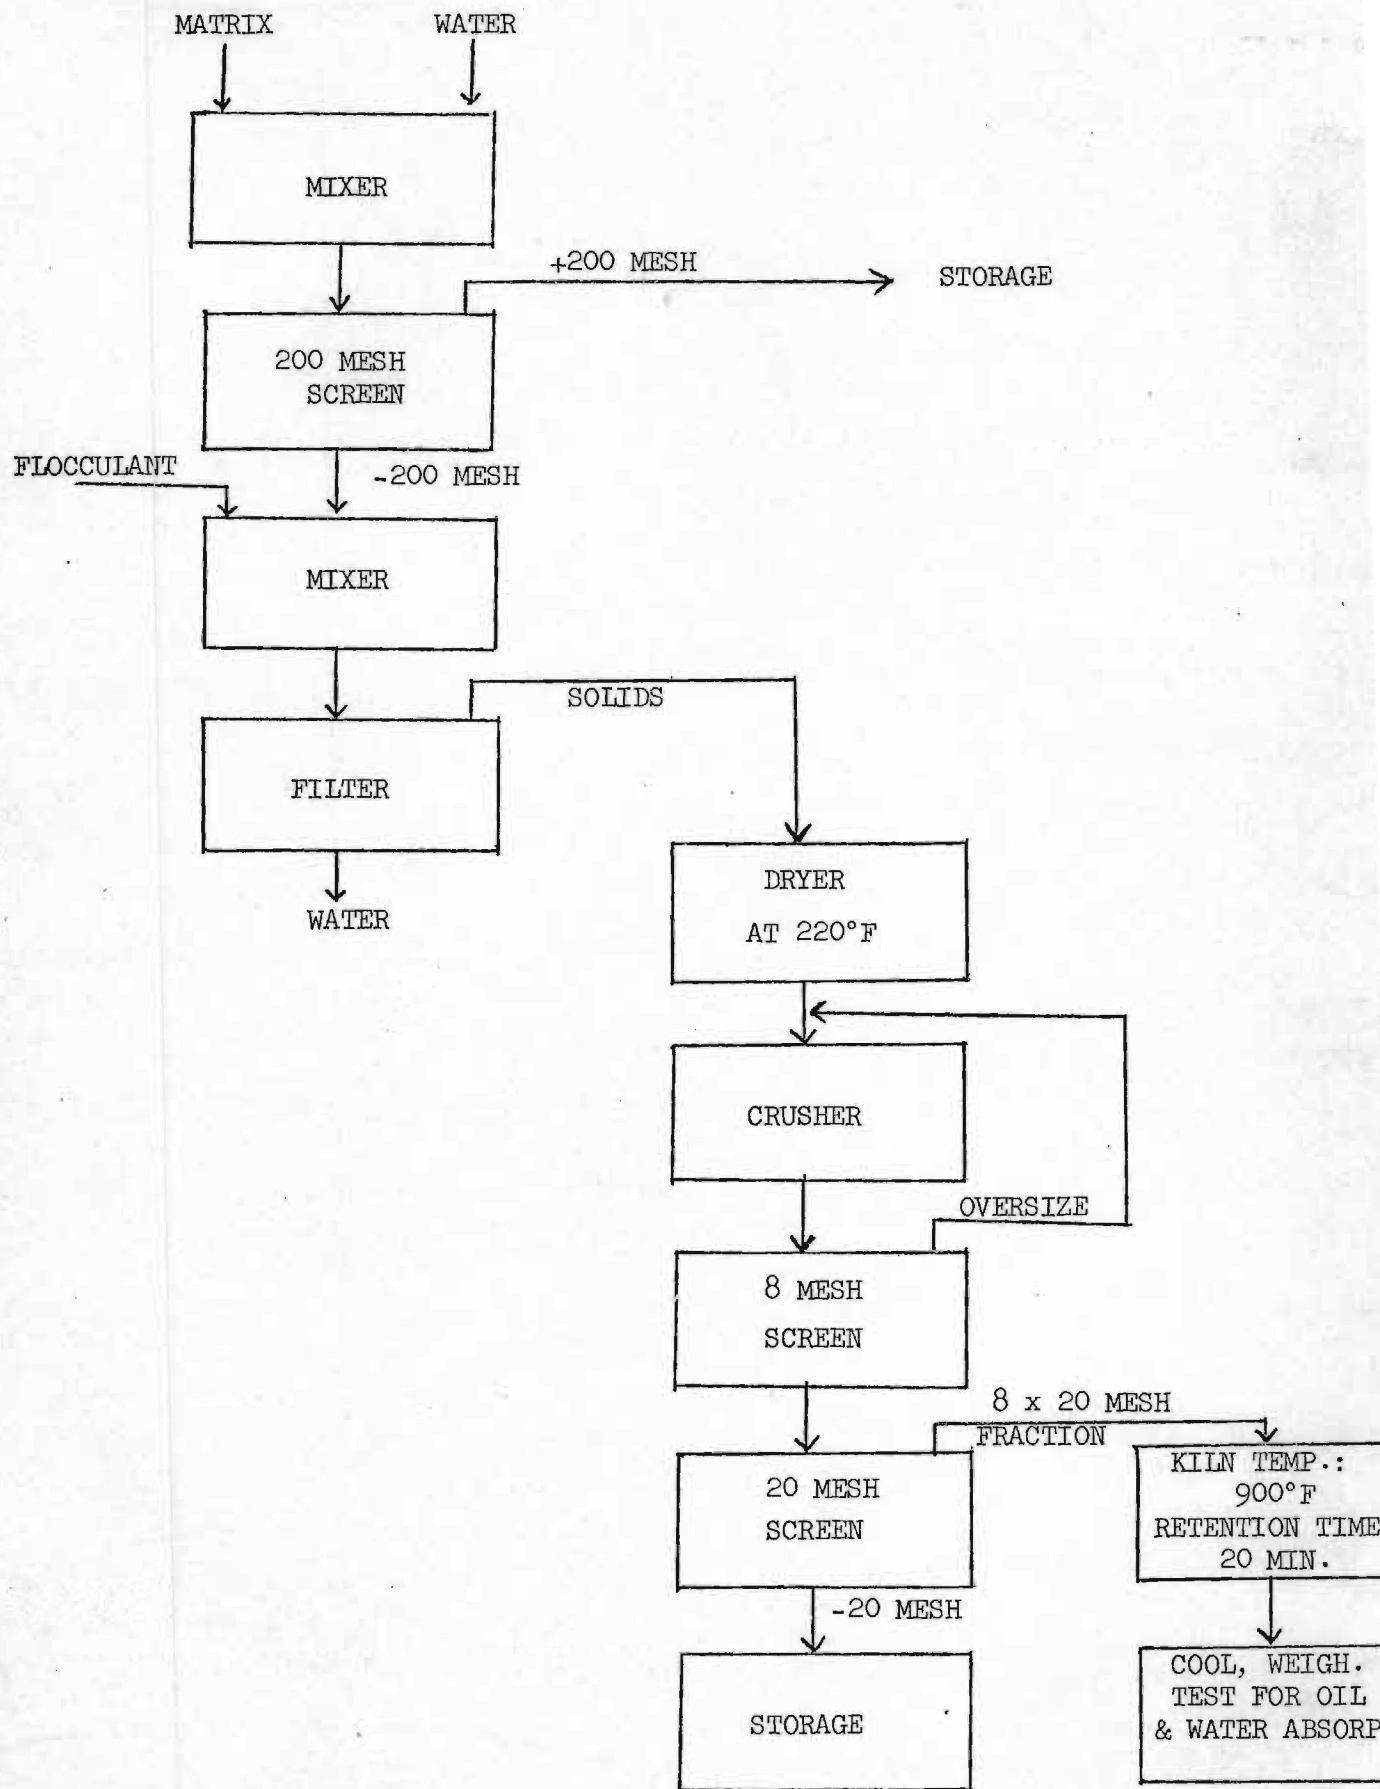 MATRIX
WATER
MIXER
+200 MESH
STORAGE
200 MESH
SCREEN
FLOCCULANT
-200 MESH
MIXER
SOLIDS
FILTER
WATER
DRYER
AT 220°F
CRUSHER
OVERSIZE
8 MESH
SCREEN
8 x 20 MESH
FRACTION
20 MESH
SCREEN
KILN TEMP.:
900°F
RETENTION TIME
20 MIN.
-20 MESH
STORAGE
COOL, WEIGH.
TEST FOR OIL
& WATER ABSORP